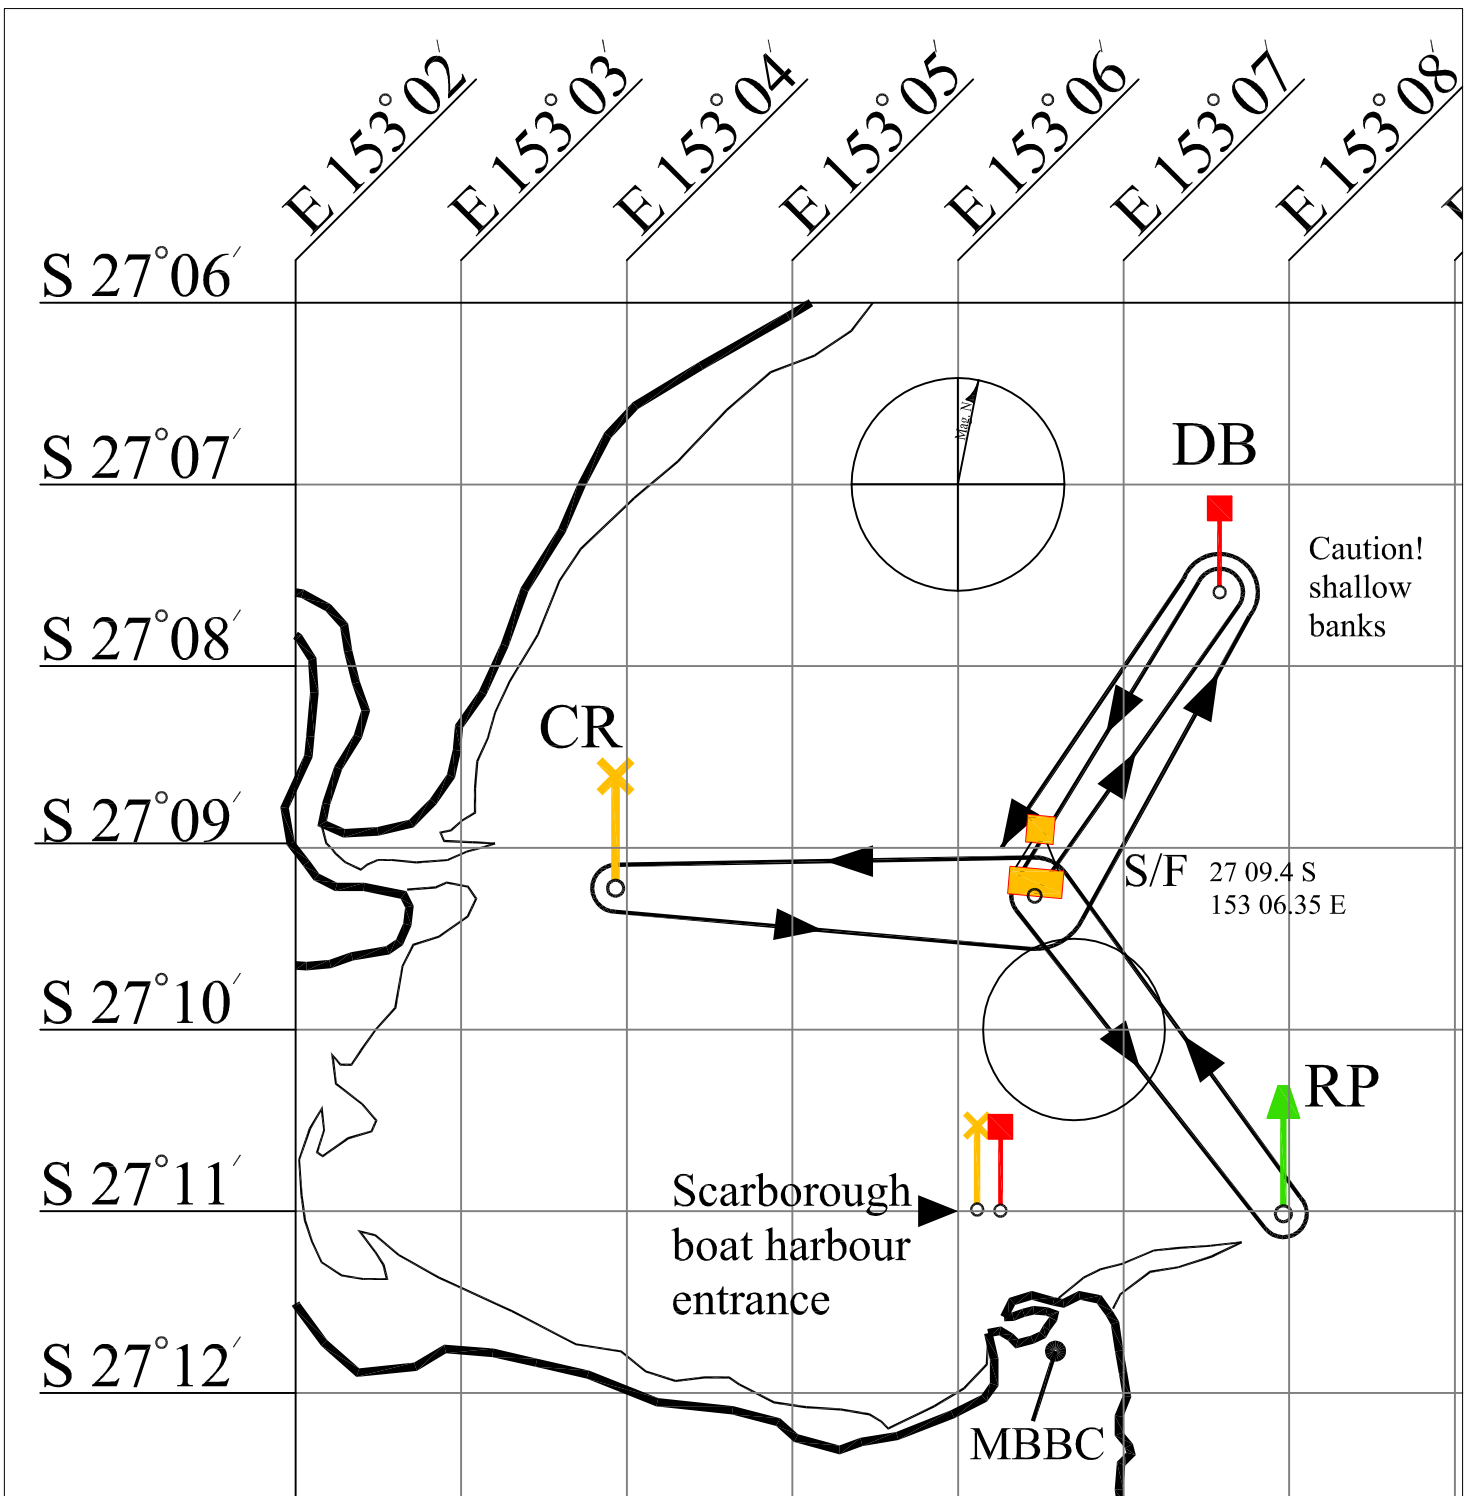 E 153°02′
E 153°03′
E 153°04′
E 153°05′
E 153°06′
E 153°07′
E 153°08′
S 27°06′
S 27°07′
Mag. N
DB
Caution!
shallow
banks
S 27°08′
CR
S 27°09′
S/F
27 09.4 S
153 06.35 E
S 27°10′
RP
S 27°11′
Scarborough
boat harbour
entrance
S 27°12′
MBBC